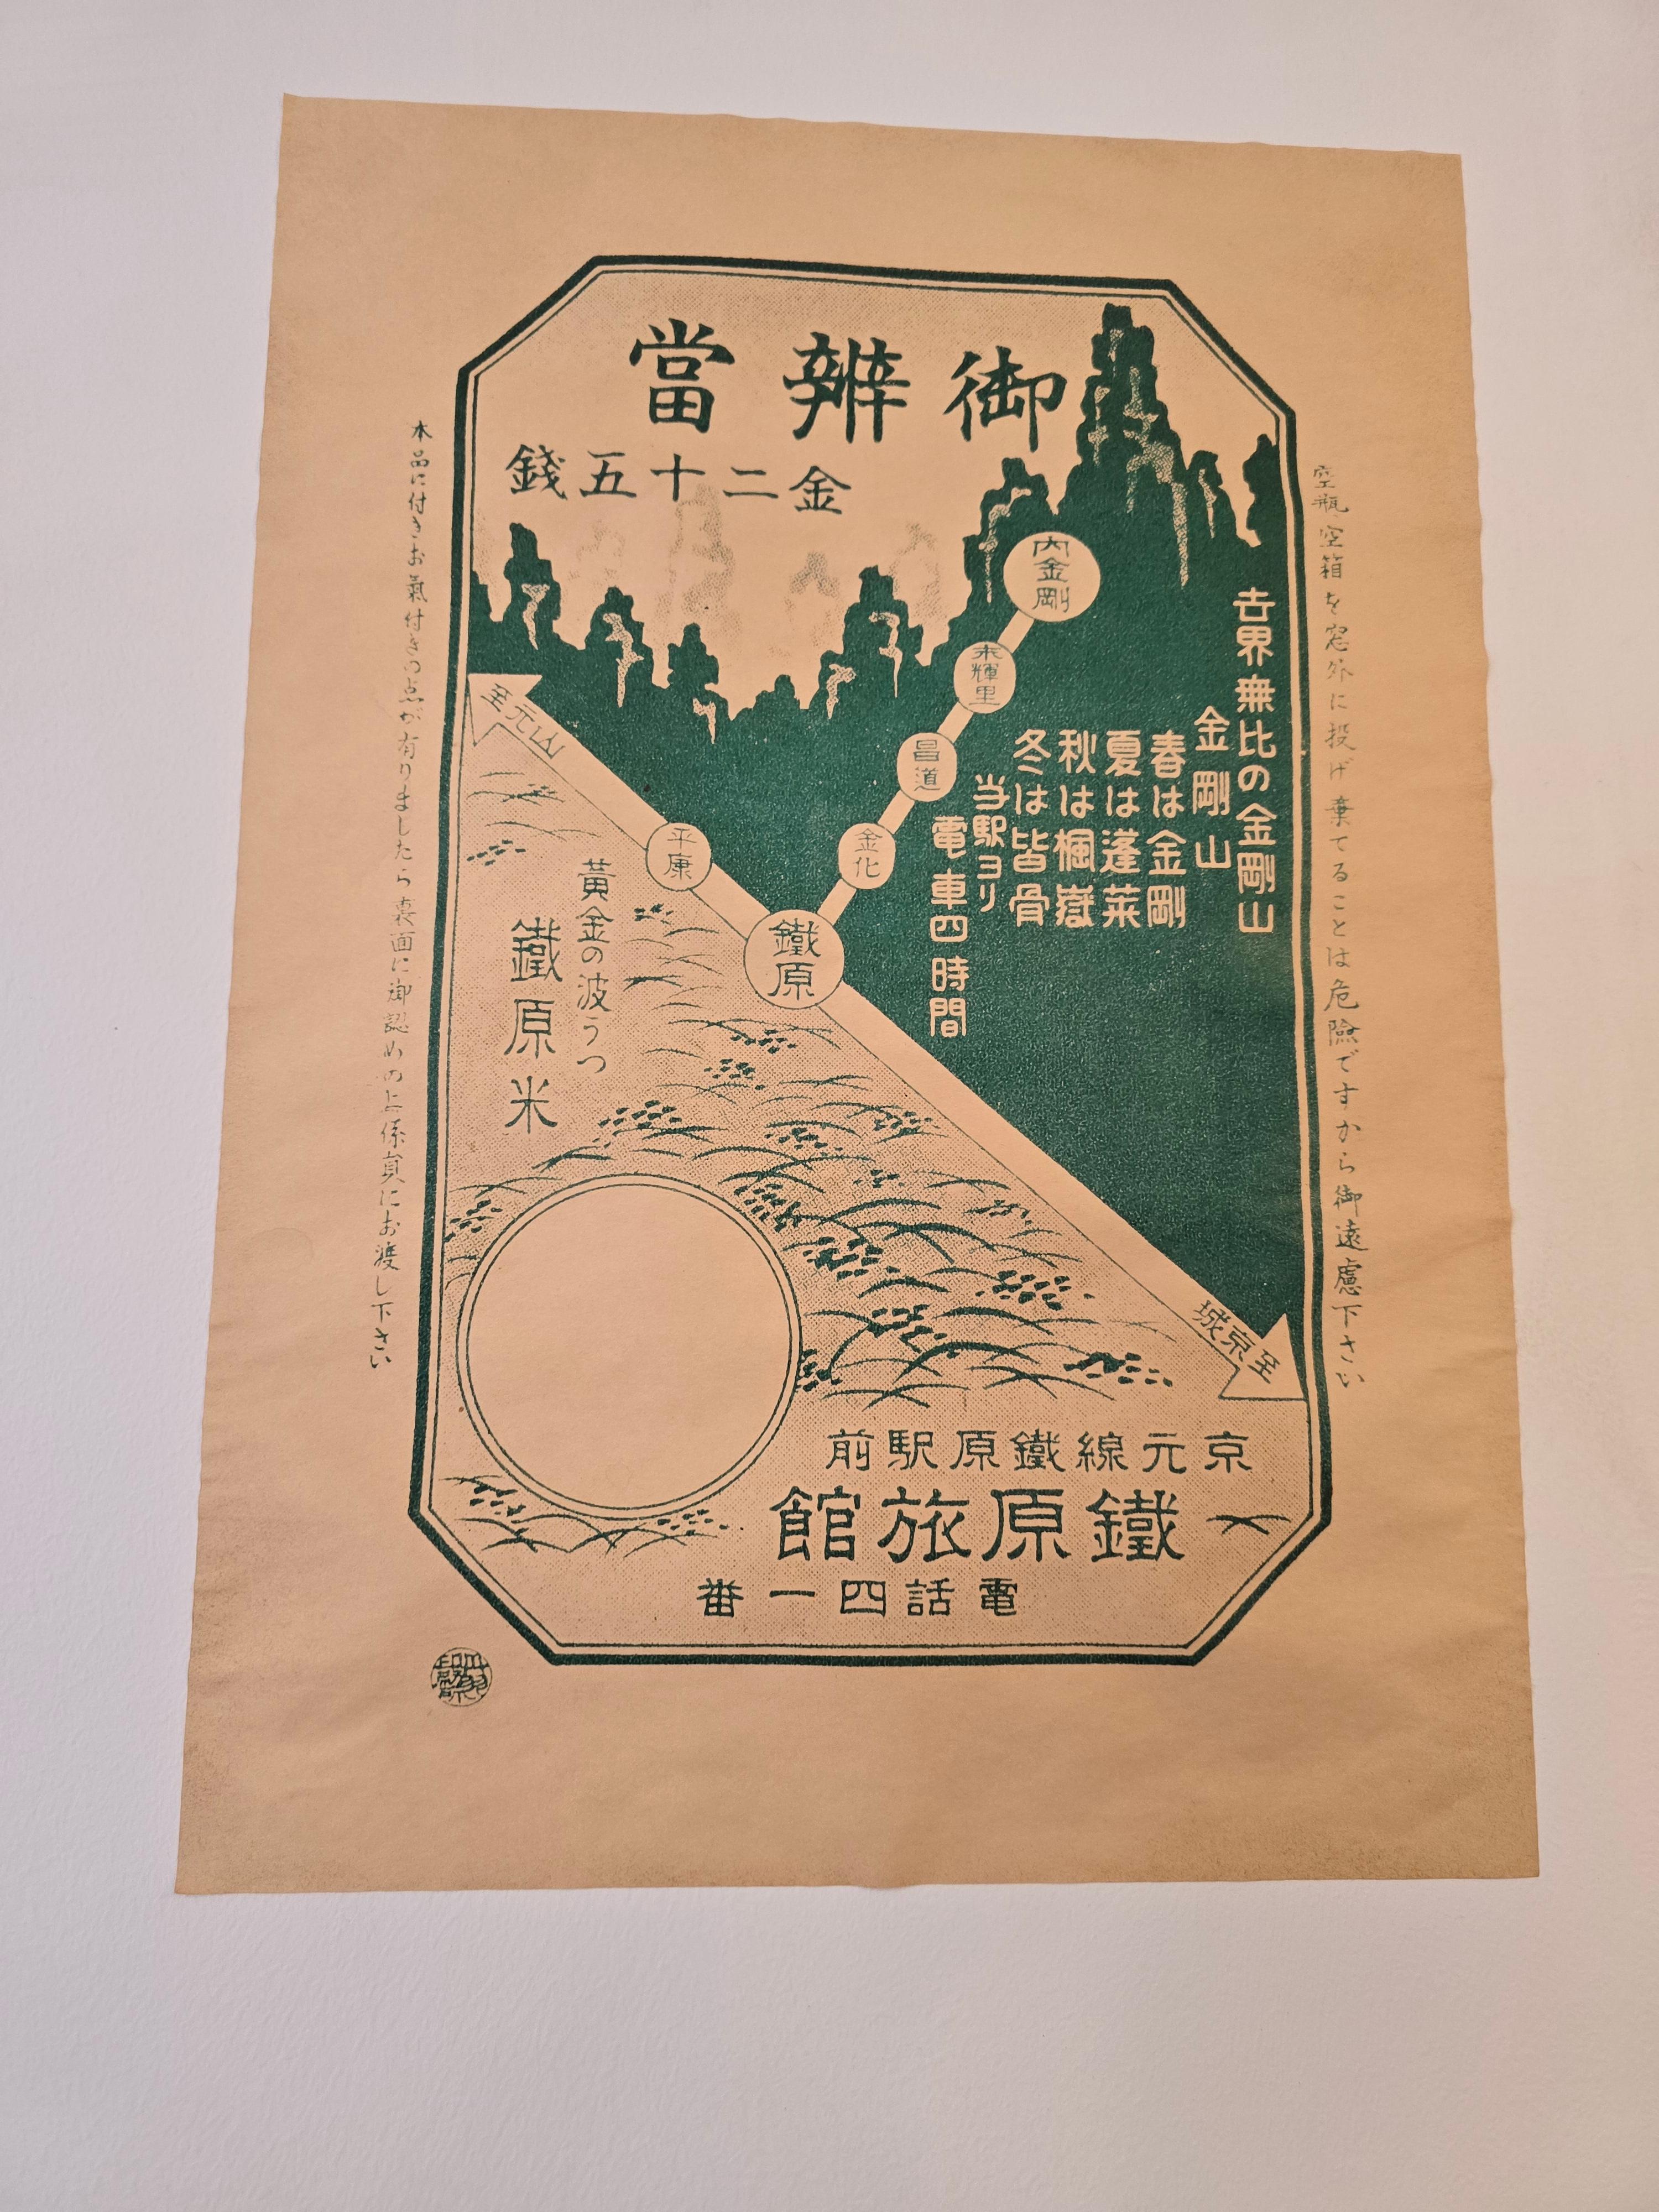 御辨當
金二十五錢
空瓶空箱を窓外に投げ棄てることは危險ですから御遠慮下さい
世界無比の金剛山
金剛山
春は金剛
夏は蓬莱
秋は楓嶽
冬は皆骨
当駅ヨリ
電車四時間
内金剛
末輝里
昌道
金化
鐵原
平康
至元山
至京城
黃金の波うつ
鐵原米
京元線鐵原駅前
鐵原旅館
電話四一番
本品に付きお氣付きの点が有りましたら裏面に御認めの上係員にお渡し下さい